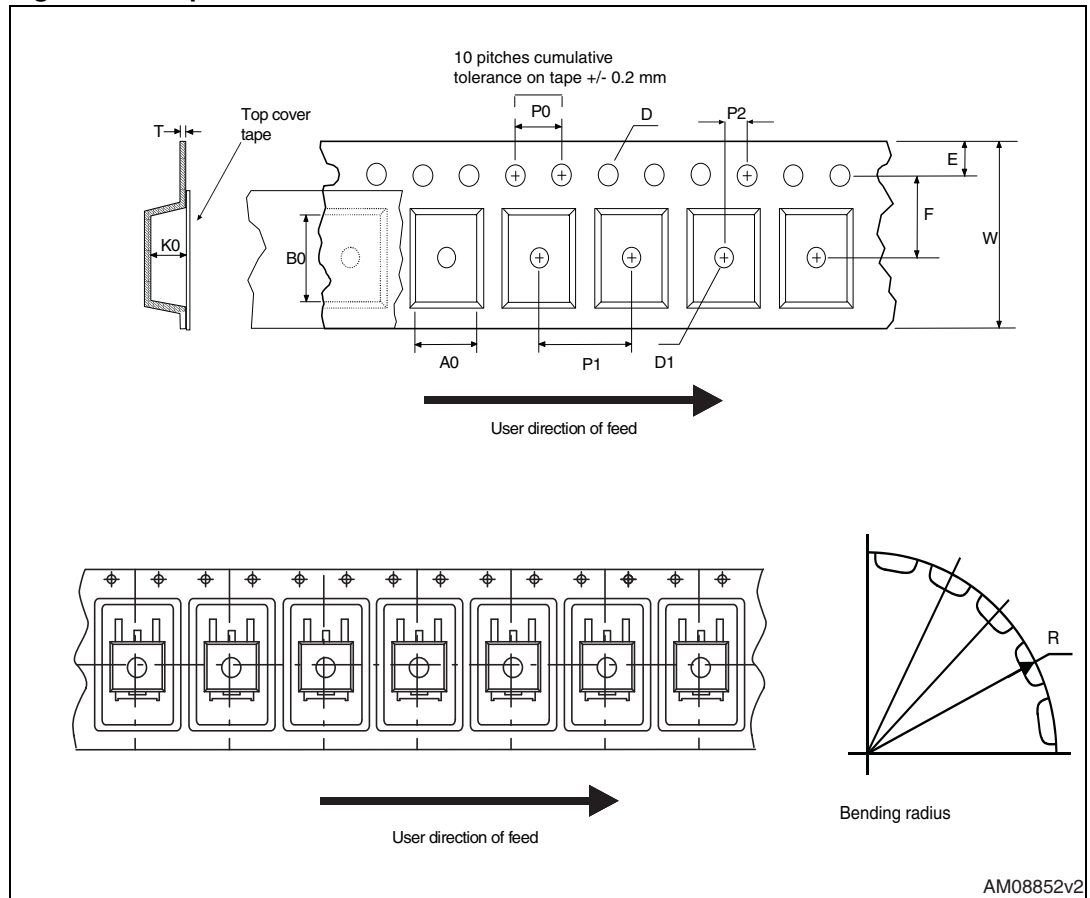 10 pitches cumulative
tolerance on tape +/- 0.2 mm
Top cover
tape
T
P0
D
P2
E
F
W
K0
B0
A0
P1
D1
User direction of feed
R
Bending radius
User direction of feed
AM08852v2